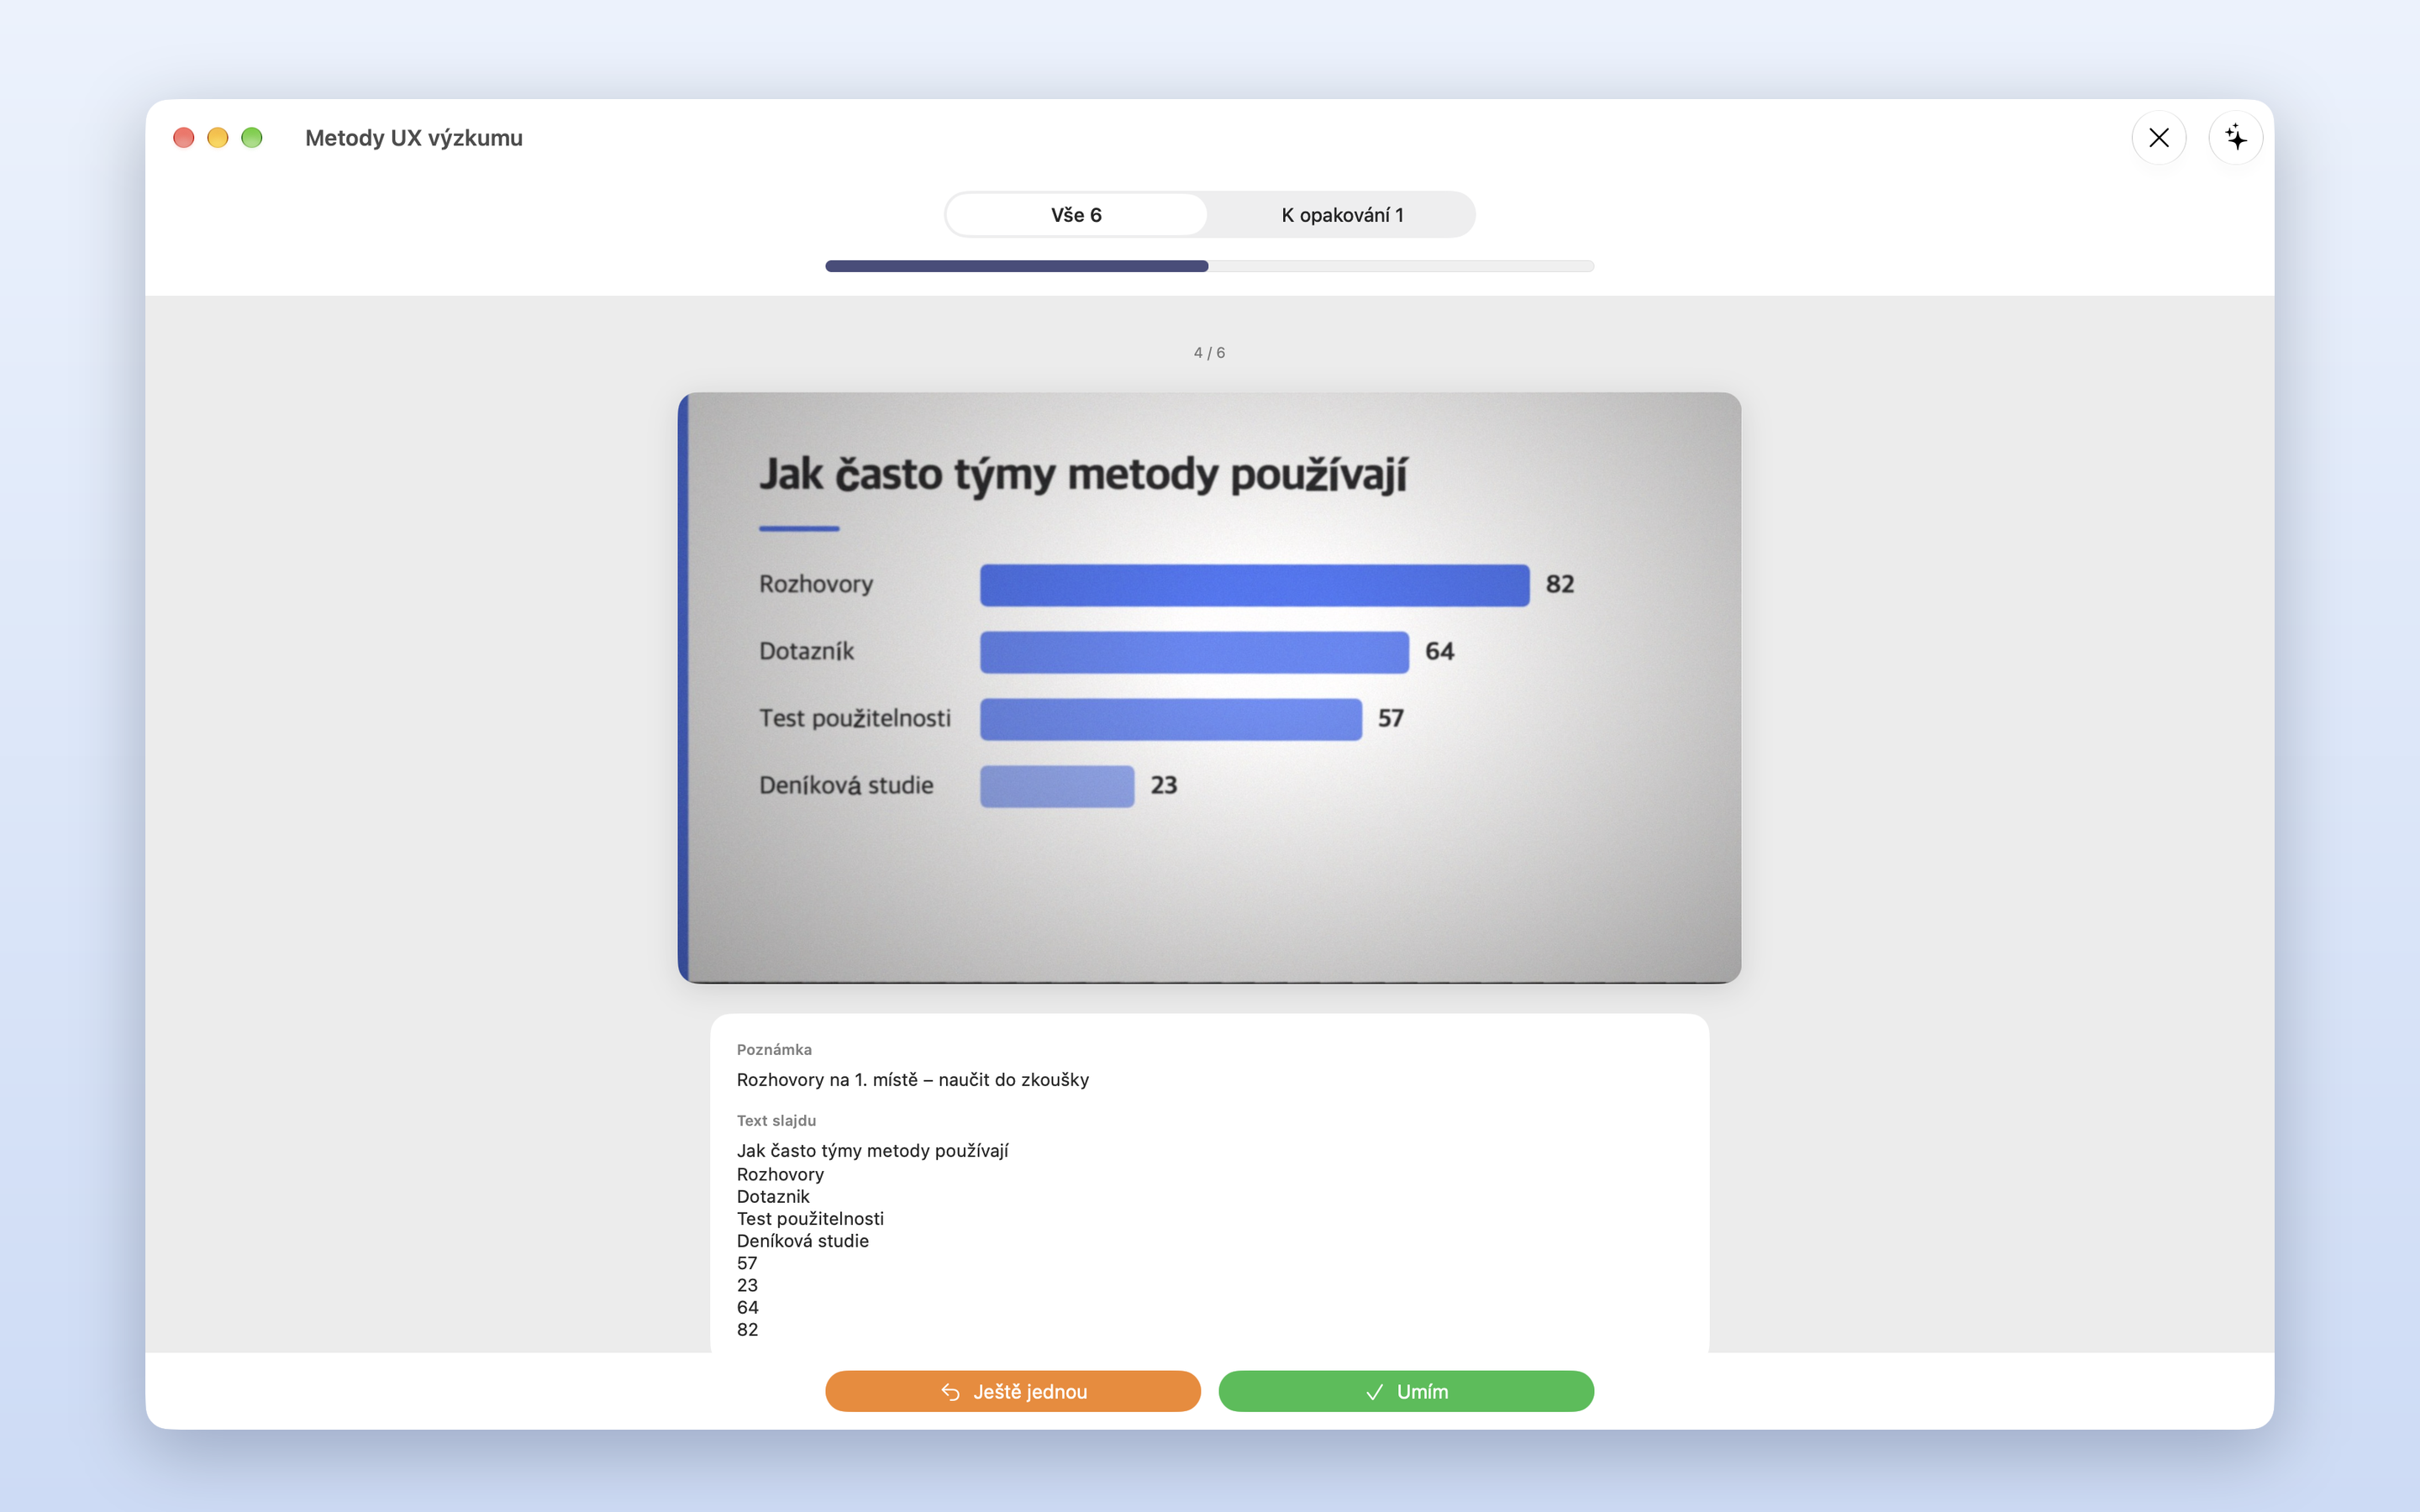 Metody UX výzkumu
Vše 6
K opakování 1
4 / 6
Jak často týmy metody používají
Rozhovory 82
Dotazník 64
Test použitelnosti 57
Deníková studie 23
Poznámka
Rozhovory na 1. místě – naučit do zkoušky
Text slajdu
Jak často týmy metody používají
Rozhovory
Dotaznik
Test použitelnosti
Deníková studie
57
23
64
82
Ještě jednou
Umím